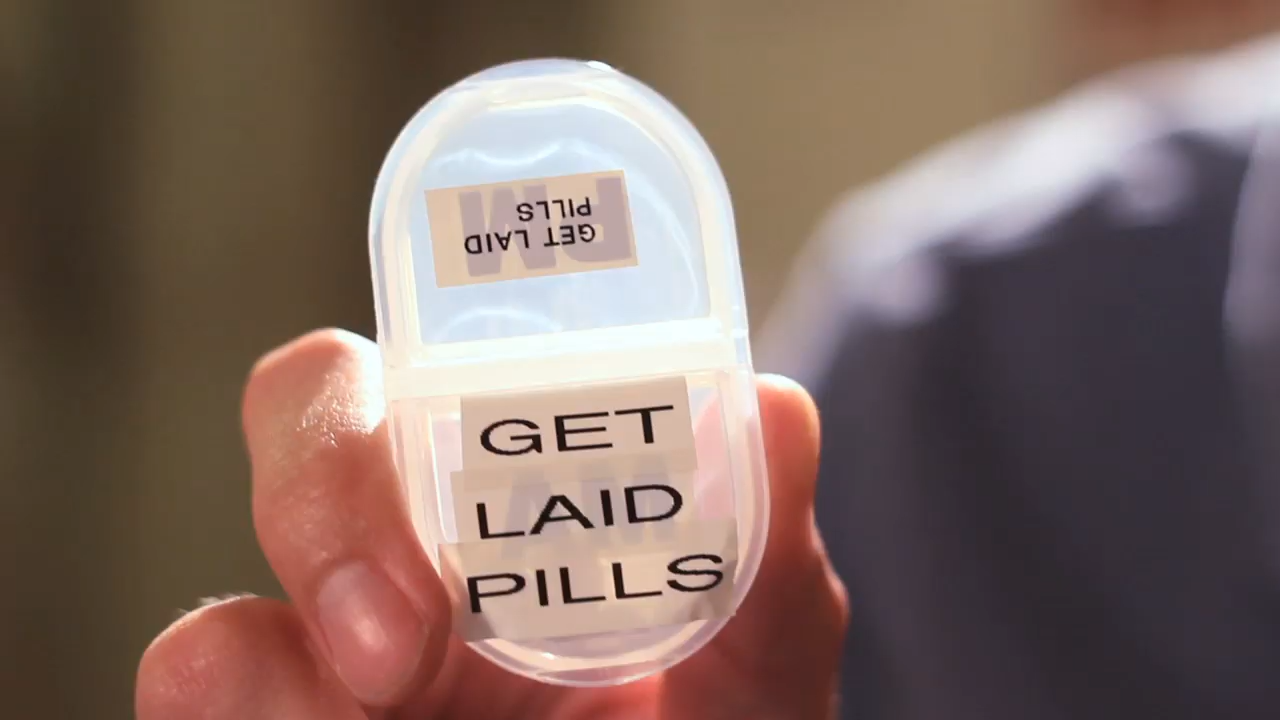 GET LAID
PILLS
GET
LAID
PILLS